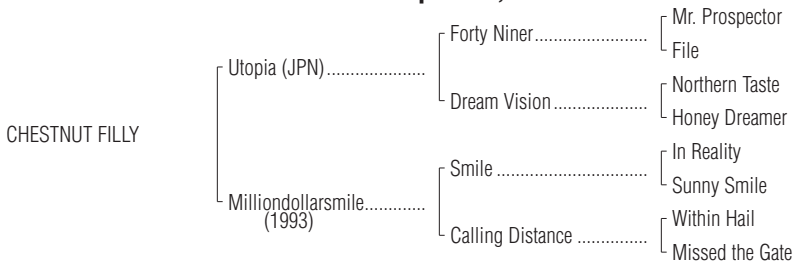 Mr. Prospector
Forty Niner
File
Utopia (JPN)
Northern Taste
Dream Vision
Honey Dreamer
CHESTNUT FILLY
In Reality
Smile
Sunny Smile
Milliondollarsmile
(1993)
Within Hail
Calling Distance
Missed the Gate